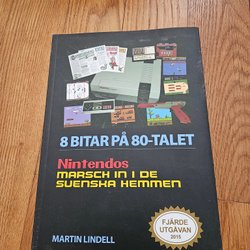 8 BITAR PÅ 80-TALET
Nintendos
MARSCH IN I DE
SVENSKA HEMMEN
MARTIN LINDELL
FJÄRDE
UTGÅVAN
2015